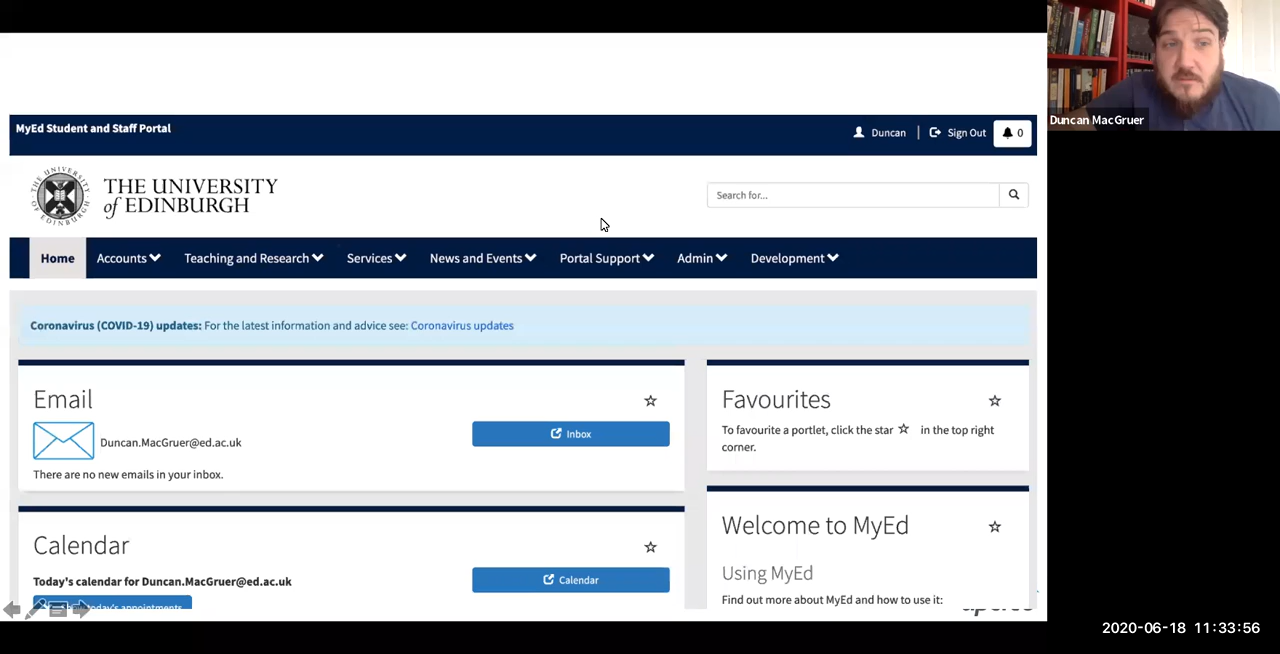 MyEd Student and Staff Portal
Duncan
Sign Out
0
Duncan MacGruer
THE UNIVERSITY
of EDINBURGH
Search for...
Home
Accounts
Teaching and Research
Services
News and Events
Portal Support
Admin
Development
Coronavirus (COVID-19) updates: For the latest information and advice see: Coronavirus updates
Email
Duncan.MacGruer@ed.ac.uk
Inbox
There are no new emails in your inbox.
Favourites
To favourite a portlet, click the star in the top right
corner.
Calendar
Today's calendar for Duncan.MacGruer@ed.ac.uk
Calendar
today's appointments
Welcome to MyEd
Using MyEd
Find out more about MyEd and how to use it:
2020-06-18 11:33:56